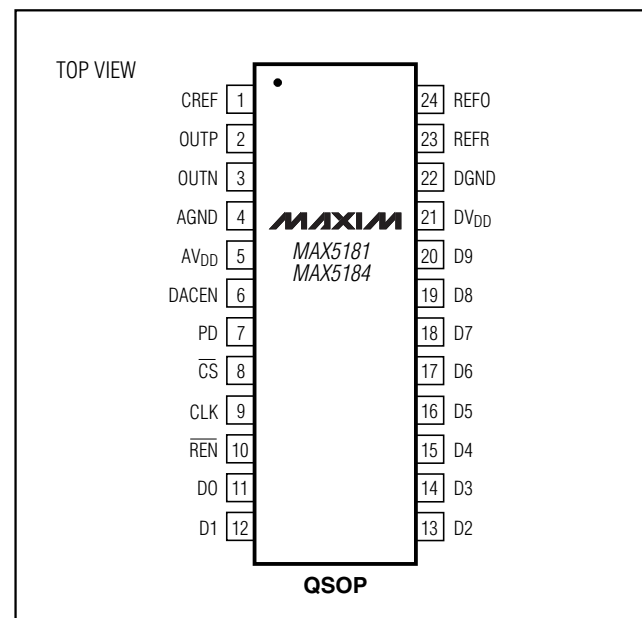 TOP VIEW
CREF 1
OUTP 2
OUTN 3
AGND 4
AVDD 5
DACEN 6
PD 7
C̅S̅ 8
CLK 9
R̅E̅N̅ 10
D0 11
D1 12
MAXIM
MAX5181
MAX5184
24 REFO
23 REFR
22 DGND
21 DVDD
20 D9
19 D8
18 D7
17 D6
16 D5
15 D4
14 D3
13 D2
QSOP